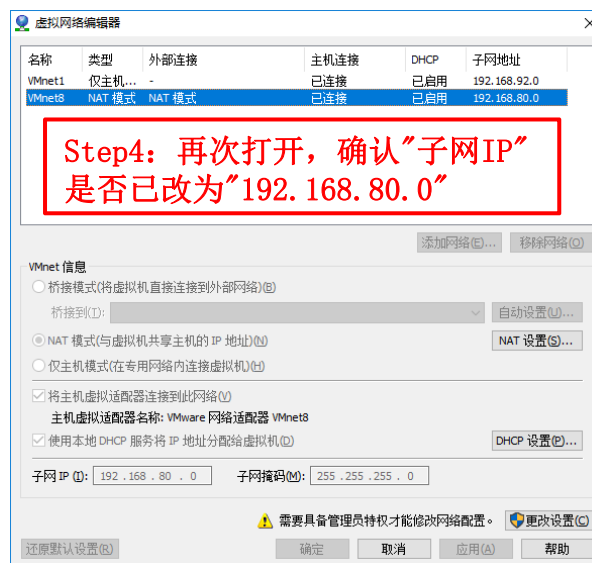 虚拟网络编辑器
名称 类型 外部连接 主机连接 DHCP 子网地址
VMnet1 仅主机... - 已连接 已启用 192.168.92.0
VMnet8 NAT 模式 NAT 模式 已连接 已启用 192.168.80.0
Step4：再次打开，确认"子网IP"
是否已改为"192.168.80.0"
添加网络(E)... 移除网络(O)
VMnet 信息
桥接模式(将虚拟机直接连接到外部网络)(B)
桥接到(T): 自动设置(U)...
NAT 模式(与虚拟机共享主机的 IP 地址)(N) NAT 设置(S)...
仅主机模式(在专用网络内连接虚拟机)(H)
将主机虚拟适配器连接到此网络(V)
主机虚拟适配器名称: VMware 网络适配器 VMnet8
使用本地 DHCP 服务将 IP 地址分配给虚拟机(D) DHCP 设置(P)...
子网 IP (I): 192 . 168 . 80 . 0 子网掩码(M): 255 . 255 . 255 . 0
需要具备管理员特权才能修改网络配置。 更改设置(C)
还原默认设置(R) 确定 取消 应用(A) 帮助